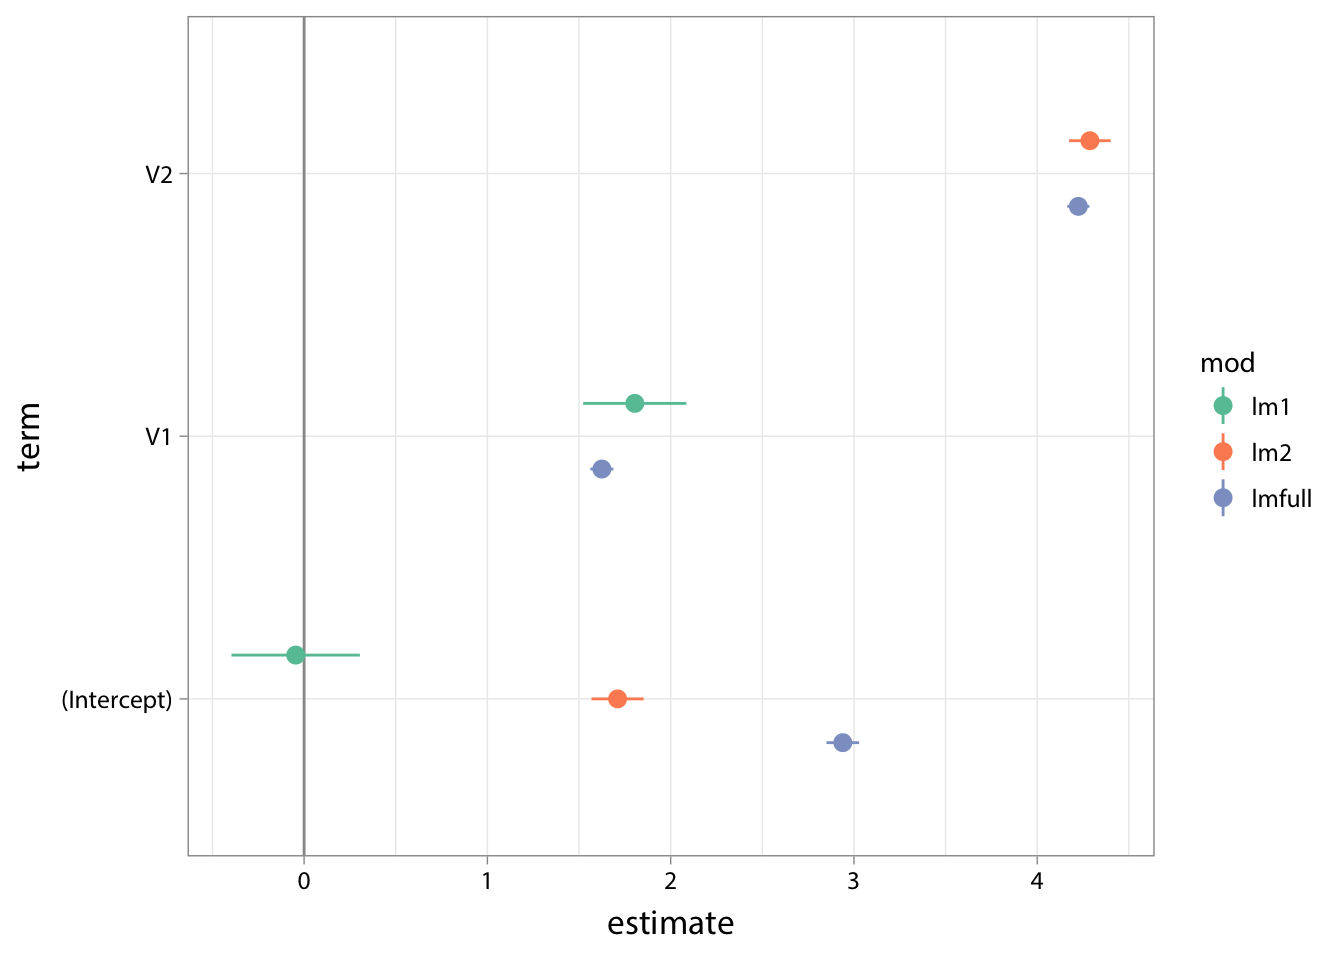 V2
V1
(Intercept)
term
0 1 2 3 4
estimate
mod
lm1
lm2
lmfull